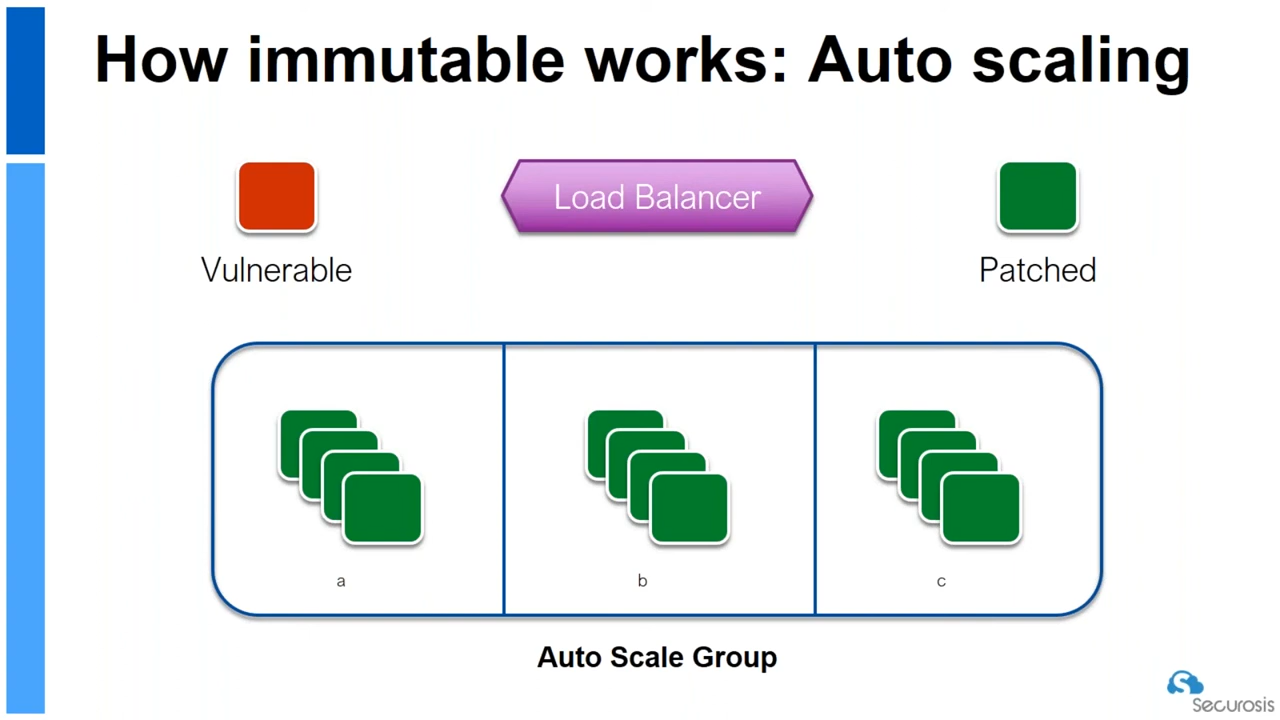 How immutable works: Auto scaling
Load Balancer
Vulnerable
Patched
a
b
c
Auto Scale Group
S
Securosis